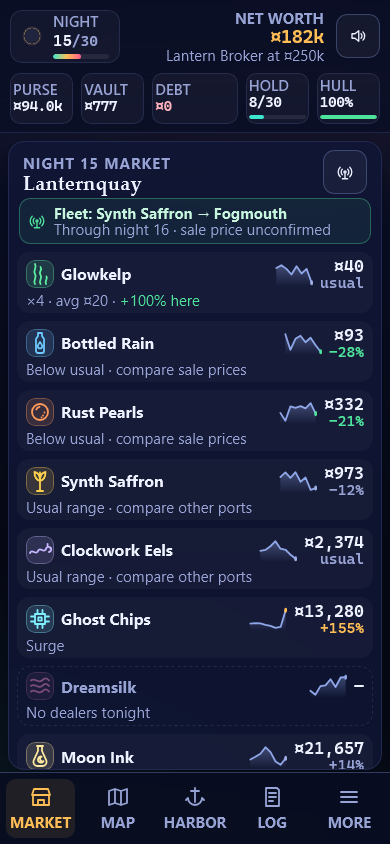 NIGHT
15/30
NET WORTH
¤182k
Lantern Broker at ¤250k
PURSE
¤94.0k
VAULT
¤777
DEBT
¤0
HOLD
8/30
HULL
100%
NIGHT 15 MARKET
Lanternquay
Fleet: Synth Saffron → Fogmouth
Through night 16 · sale price unconfirmed
Glowkelp
¤40
usual
×4 · avg ¤20 · +100% here
Bottled Rain
¤93
−28%
Below usual · compare sale prices
Rust Pearls
¤332
−21%
Below usual · compare sale prices
Synth Saffron
¤973
−12%
Usual range · compare other ports
Clockwork Eels
¤2,374
usual
Usual range · compare other ports
Ghost Chips
¤13,280
+155%
Surge
Dreamsilk
—
No dealers tonight
Moon Ink
¤21,657
+14%
MARKET
MAP
HARBOR
LOG
MORE